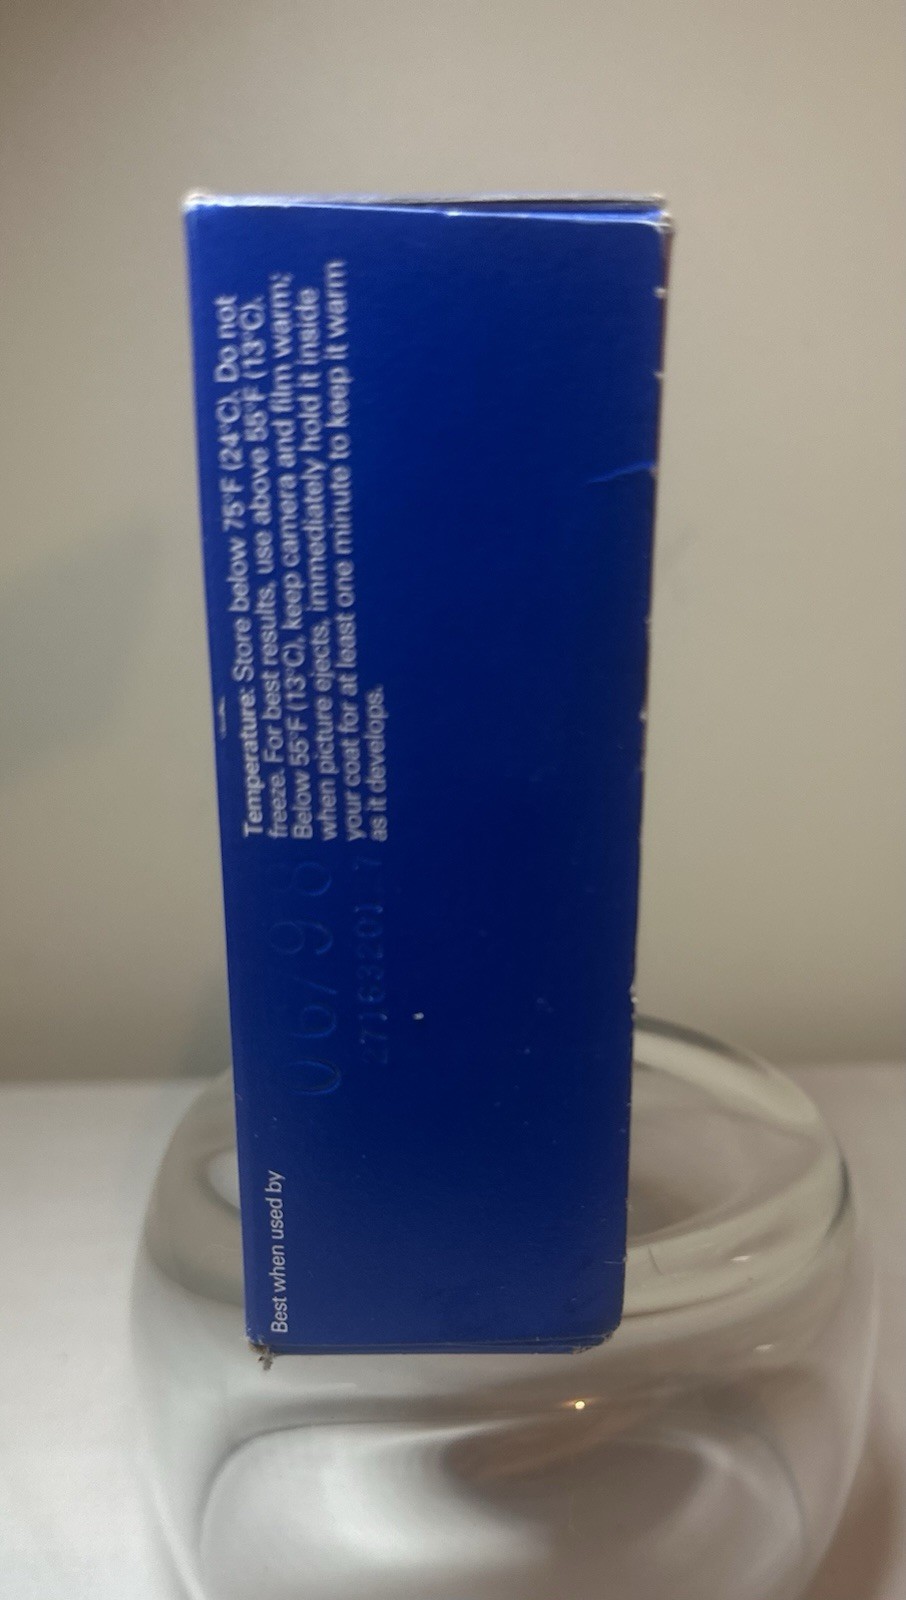 Best when used by
06/98
Temperature: Store below 75°F (24°C). Do not
freeze. For best results, use above 55°F (13°C).
Below 55°F (13°C), keep camera and film warm;
when picture ejects, immediately hold it inside
your coat for at least one minute to keep it warm
as it develops.